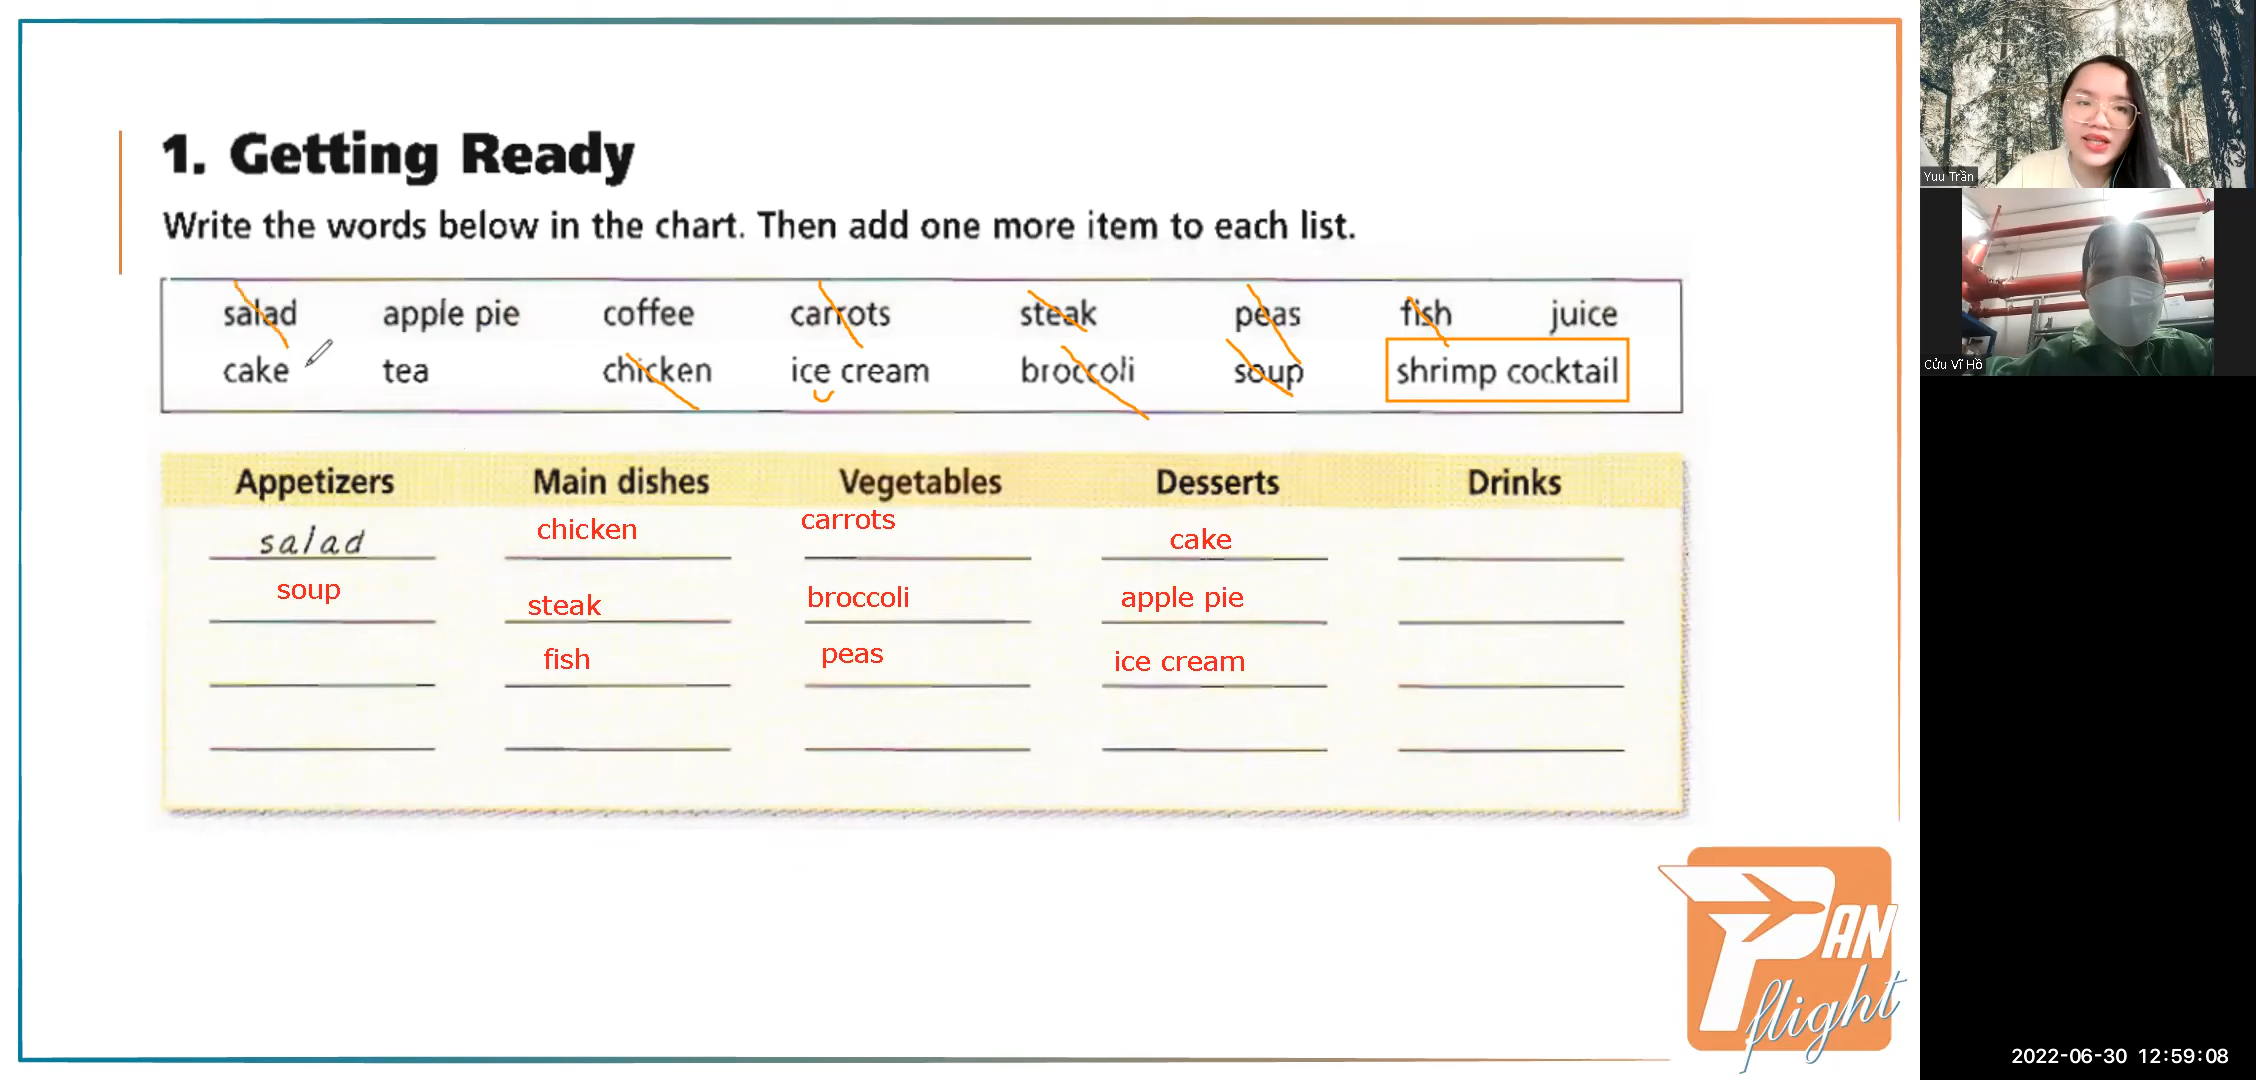 1. Getting Ready
Write the words below in the chart. Then add one more item to each list.
salad apple pie coffee carrots steak peas fish juice
cake tea chicken ice cream broccoli soup shrimp cocktail
Appetizers Main dishes Vegetables Desserts Drinks
salad chicken carrots cake
soup steak broccoli apple pie
fish peas ice cream
PAN
flight
Yuu Trần
Cửu Vĩ Hồ
2022-06-30 12:59:08